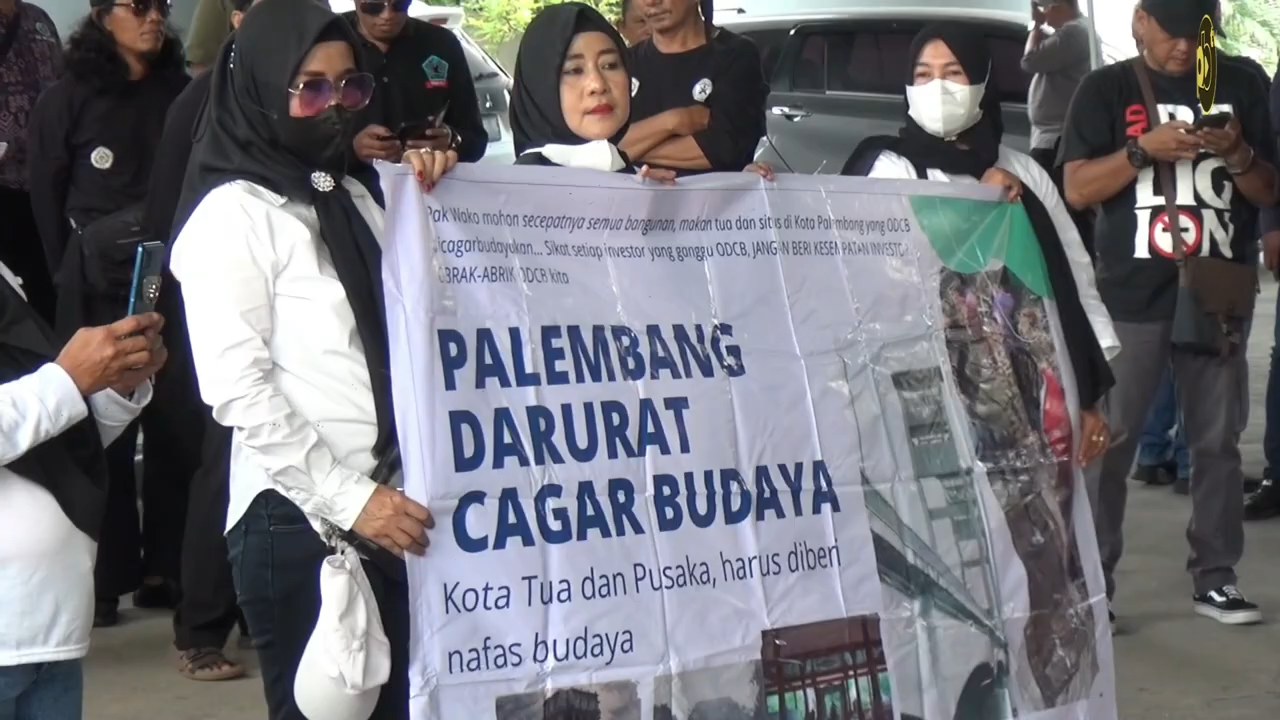 Pak Wako mohon secepatnya semua bangunan, makan tua dan situs di Kota Palembang yang ODCB
dicagarbudayakan... Sikat setiap investor yang ganggu ODCB, JANGAN BERI KESEMPATAN INVESTOR
OBRAK-ABRIK ODCB kita
PALEMBANG
DARURAT
CAGAR BUDAYA
Kota Tua dan Pusaka, harus diberi
nafas budaya